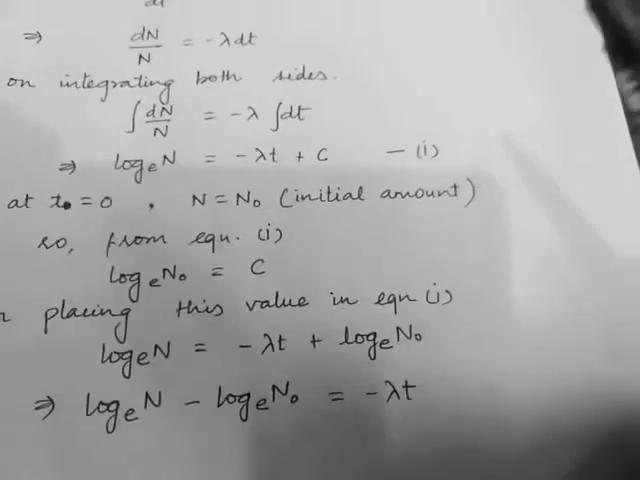 ⇒ dN/N = -λdt
on integrating both sides.
∫ dN/N = -λ ∫dt
⇒ logₑN = -λt + C — (i)
at t = 0 , N = N₀ (initial amount)
so, from eqn. (i)
logₑN₀ = C
placing this value in eqn (i)
logₑN = -λt + logₑN₀
⇒ logₑN - logₑN₀ = -λt